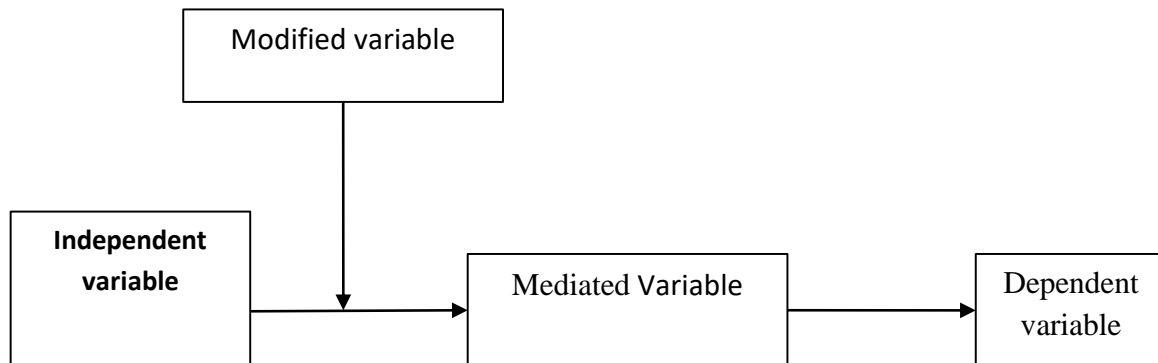 Modified variable
Independent
variable
Mediated Variable
Dependent
variable